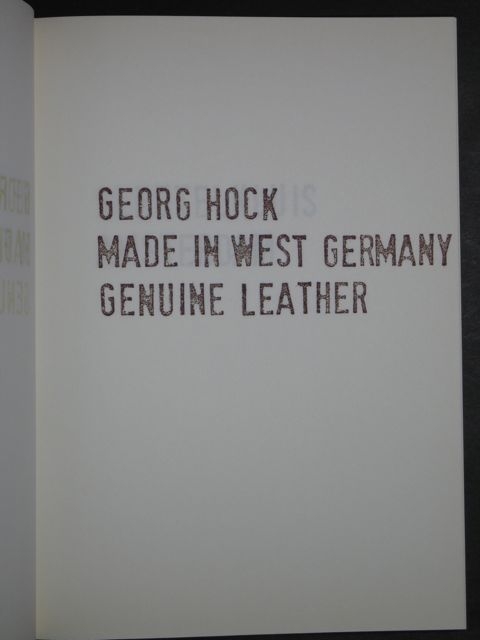 GEORG HOCK
MADE IN WEST GERMANY
GENUINE LEATHER